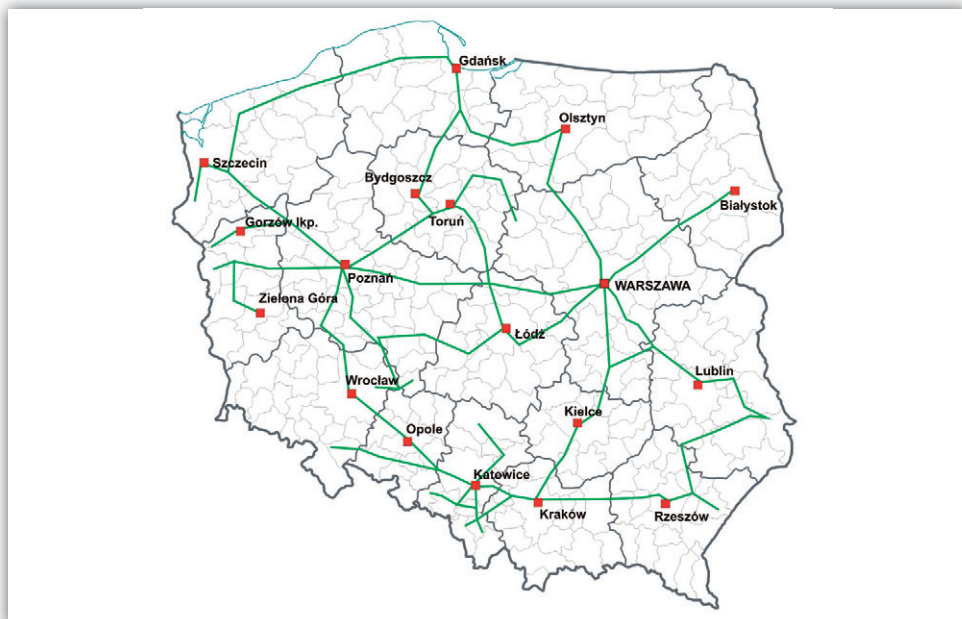 Gdańsk
Olsztyn
Szczecin
Bydgoszcz
Białystok
Toruń
Gorzów lkp.
Poznań
WARSZAWA
Zielona Góra
Łódź
Lublin
Wrocław
Kielce
Opole
Katowice
Kraków
Rzeszów